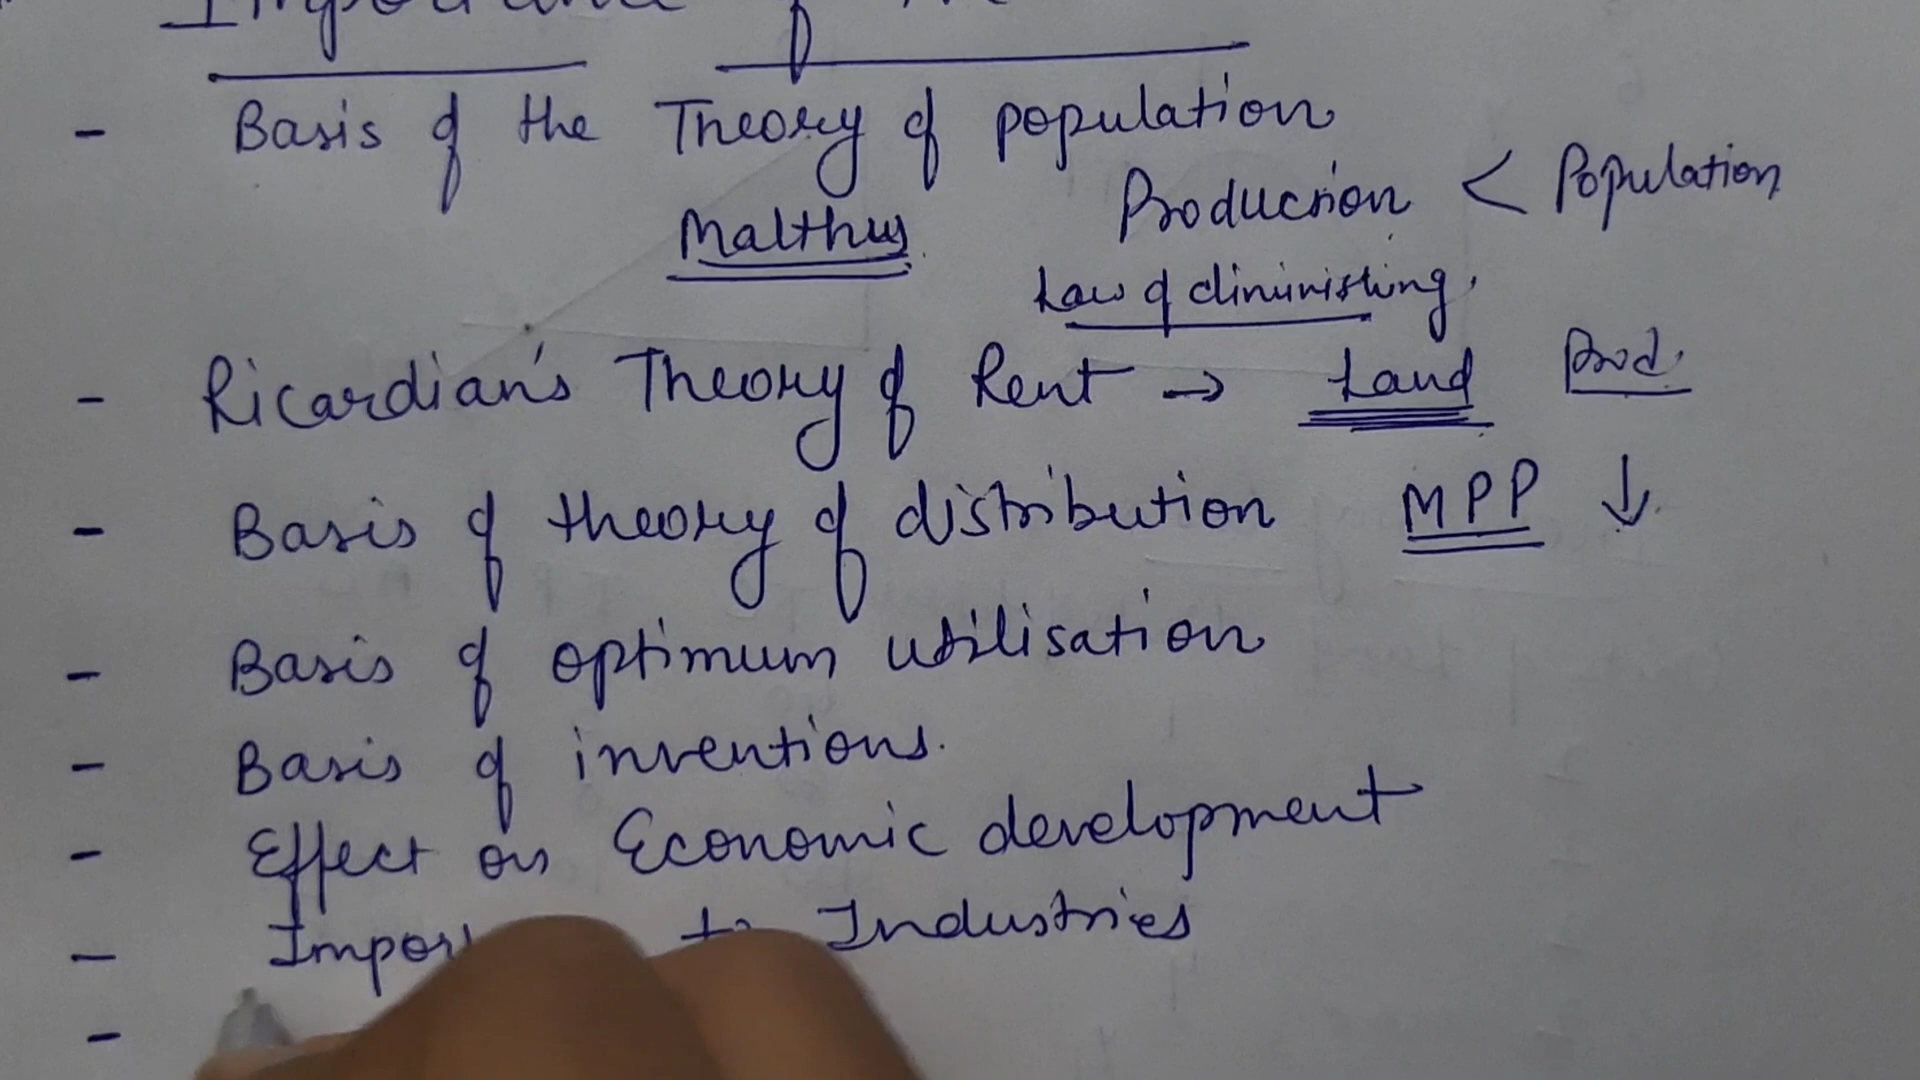 - Basis of the Theory of population
Malthus Production < Population
Law of diminishing
- Ricardian's Theory of Rent → Land Prod.
- Basis of theory of distribution MPP ↓
- Basis of optimum utilisation
- Basis of inventions.
- Effect on Economic development
- to Industries
-